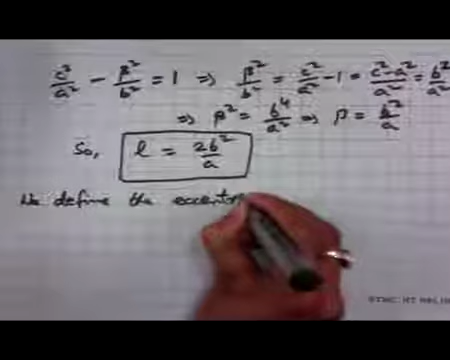 c²/a² − β²/b² = 1 ⇒ β²/b² = c²/a² − 1 = (c²−a²)/a² = b²/a²
⇒ β² = b⁴/a² ⇒ β = b²/a
So, l = 2b²/a
We define the eccentr